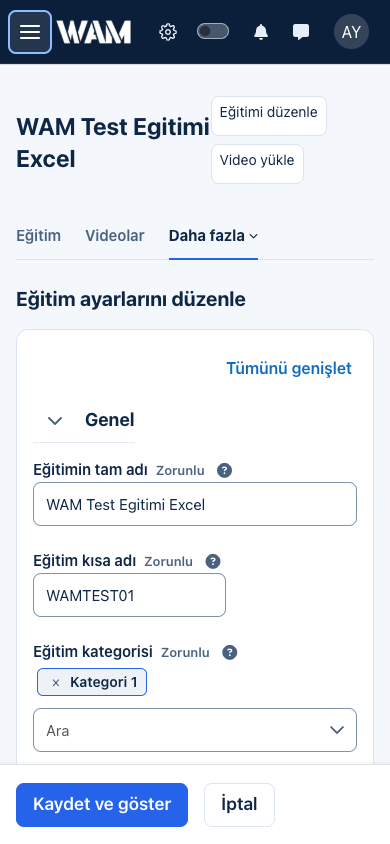 WAM
AY
WAM Test Egitimi Excel
Eğitimi düzenle
Video yükle
Eğitim Videolar Daha fazla
Eğitim ayarlarını düzenle
Tümünü genişlet
Genel
Eğitimin tam adı Zorunlu ?
WAM Test Egitimi Excel
Eğitim kısa adı Zorunlu ?
WAMTEST01
Eğitim kategorisi Zorunlu ?
× Kategori 1
Ara
Kaydet ve göster İptal